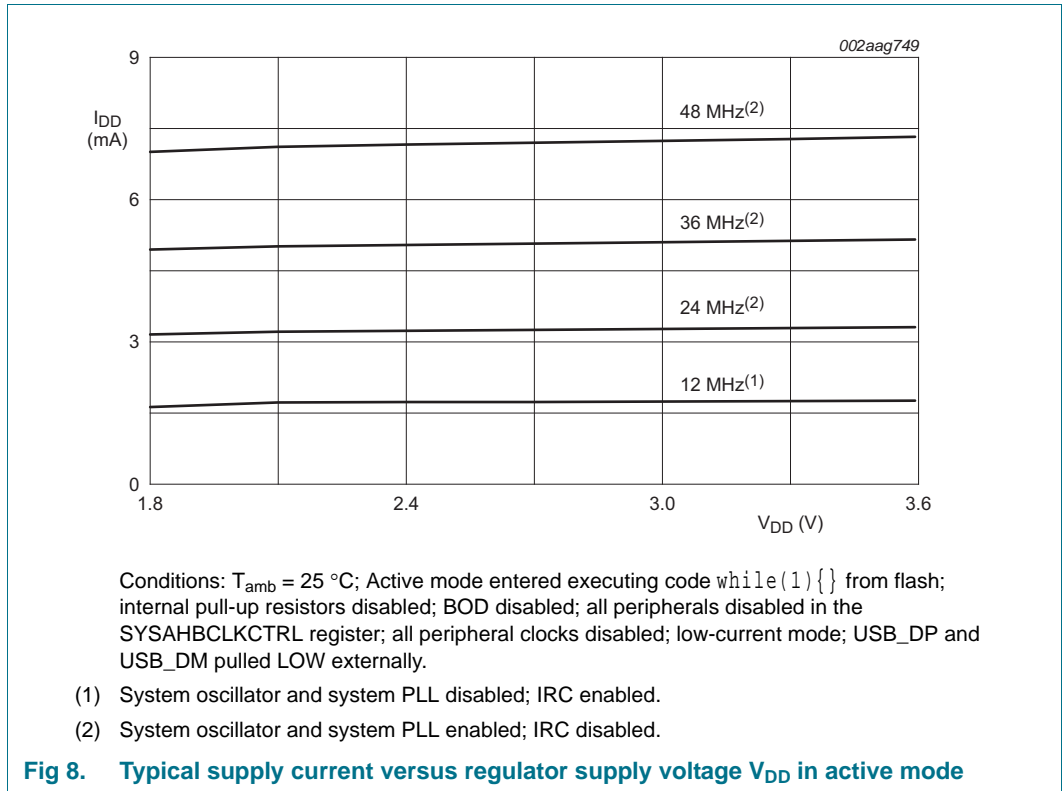 002aag749
9
I_DD
(mA)
48 MHz(2)
6
36 MHz(2)
24 MHz(2)
3
12 MHz(1)
0
1.8 2.4 3.0 3.6
V_DD (V)
Conditions: T_amb = 25 °C; Active mode entered executing code while(1){} from flash;
internal pull-up resistors disabled; BOD disabled; all peripherals disabled in the
SYSAHBCLKCTRL register; all peripheral clocks disabled; low-current mode; USB_DP and
USB_DM pulled LOW externally.
(1) System oscillator and system PLL disabled; IRC enabled.
(2) System oscillator and system PLL enabled; IRC disabled.
Fig 8. Typical supply current versus regulator supply voltage V_DD in active mode